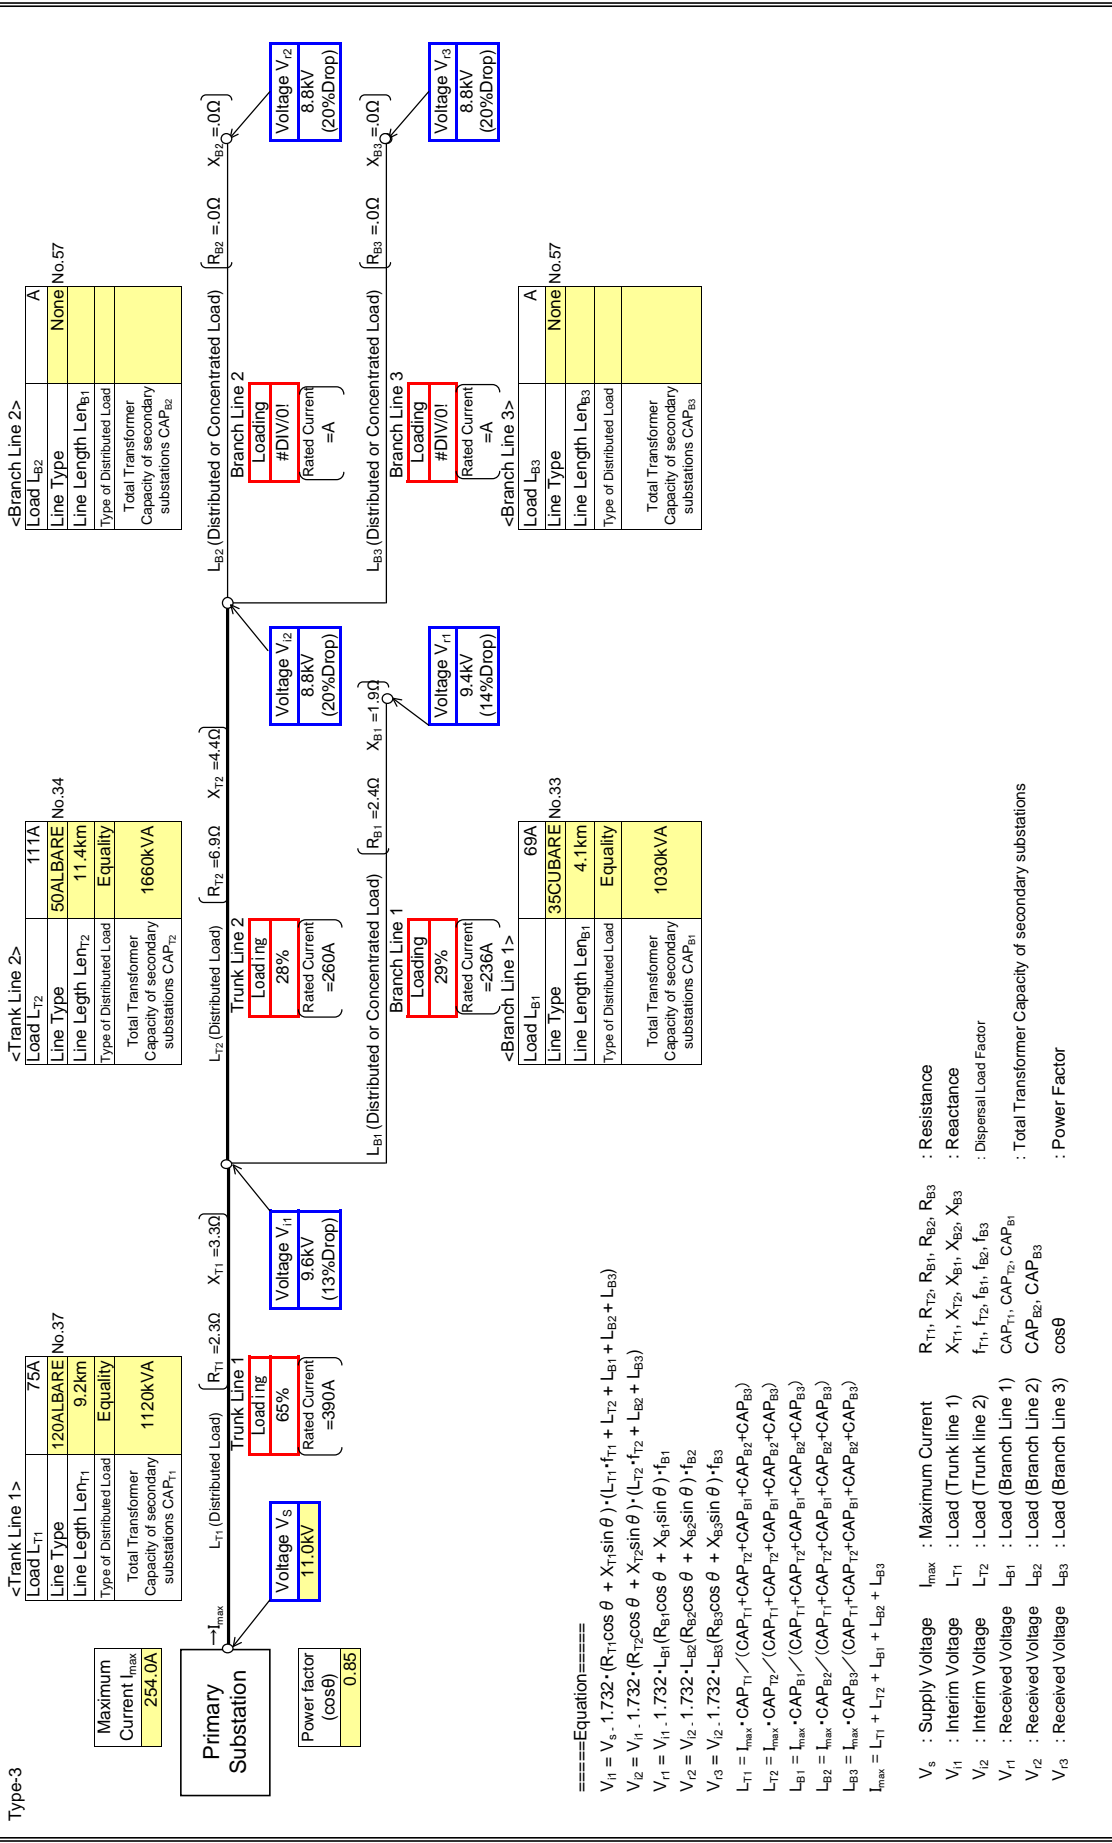 Type-3
Maximum
Current Imax
254.0A
Primary
Substation
Power factor
(cosθ)
0.85
→Imax
Voltage VS
11.0kV
<Trank Line 1>
Load LT1 75A
Line Type 120ALBARE No.37
Line Legth LenT1 9.2km
Type of Distributed Load Equality
Total Transformer
Capacity of secondary
substations CAPT1
1120kVA
LT1 (Distributed Load)
RT1 =2.3Ω XT1 =3.3Ω
Trunk Line 1
Loading
65%
Rated Current
=390A
Voltage Vi1
9.6kV
(13%Drop)
<Trank Line 2>
Load LT2 111A
Line Type 50ALBARE No.34
Line Length LenT2 11.4km
Type of Distributed Load Equality
Total Transformer
Capacity of secondary
substations CAPT2
1660kVA
LT2 (Distributed Load)
RT2 =6.9Ω XT2 =4.4Ω
Trunk Line 2
Loading
28%
Rated Current
=260A
Voltage Vi2
8.8kV
(20%Drop)
LB1 (Distributed or Concentrated Load)
RB1 =2.4Ω XB1 =1.9Ω
Branch Line 1
Loading
29%
Rated Current
=236A
Voltage Vr1
9.4kV
(14%Drop)
<Branch Line 1>
Load LB1 69A
Line Type 35CUBARE No.33
Line Length LenB1 4.1km
Type of Distributed Load Equality
Total Transformer
Capacity of secondary
substations CAPB1
1030kVA
<Branch Line 2>
Load LB2 A
Line Type None No.57
Line Length LenB1
Type of Distributed Load
Total Transformer
Capacity of secondary
substations CAPB2
LB2 (Distributed or Concentrated Load)
RB2 =.0Ω XB2 =.0Ω
Branch Line 2
Loading
#DIV/0!
Rated Current
=A
Voltage Vr2
8.8kV
(20%Drop)
LB3 (Distributed or Concentrated Load)
RB3 =.0Ω XB3 =.0Ω
Branch Line 3
Loading
#DIV/0!
Rated Current
=A
Voltage Vr3
8.8kV
(20%Drop)
<Branch Line 3>
Load LB3 A
Line Type None No.57
Line Length LenB3
Type of Distributed Load
Total Transformer
Capacity of secondary
substations CAPB3
=====Equation=====
Vi1 = Vs - 1.732・(RT1cos θ + XT1sin θ)・(LT1・fT1 + LT2 + LB1 + LB2 + LB3)
Vi2 = Vi1 - 1.732・(RT2cos θ + XT2sin θ)・(LT2・fT2 + LB2 + LB3)
Vr1 = Vi1 - 1.732・LB1(RB1cos θ + XB1sin θ)・fB1
Vr2 = Vi2 - 1.732・LB2(RB2cos θ + XB2sin θ)・fB2
Vr3 = Vi2 - 1.732・LB3(RB3cos θ + XB3sin θ)・fB3
LT1 = Imax・CAPT1／(CAPT1+CAPT2+CAPB1+CAPB2+CAPB3)
LT2 = Imax・CAPT2／(CAPT1+CAPT2+CAPB1+CAPB2+CAPB3)
LB1 = Imax・CAPB1／(CAPT1+CAPT2+CAPB1+CAPB2+CAPB3)
LB2 = Imax・CAPB2／(CAPT1+CAPT2+CAPB1+CAPB2+CAPB3)
LB3 = Imax・CAPB3／(CAPT1+CAPT2+CAPB1+CAPB2+CAPB3)
Imax = LT1 + LT2 + LB1 + LB2 + LB3
Vs : Supply Voltage Imax : Maximum Current RT1, RT2, RB1, RB2, RB3 : Resistance
Vi1 : Interim Voltage LT1 : Load (Trunk line 1) XT1, XT2, XB1, XB2, XB3 : Reactance
Vi2 : Interim Voltage LT2 : Load (Trunk line 2) fT1, fT2, fB1, fB2, fB3 : Dispersal Load Factor
Vr1 : Received Voltage LB1 : Load (Branch Line 1) CAPT1, CAPT2, CAPB1 : Total Transformer Capacity of secondary substations
Vr2 : Received Voltage LB2 : Load (Branch Line 2) CAPB2, CAPB3
Vr3 : Received Voltage LB3 : Load (Branch Line 3) cosθ : Power Factor